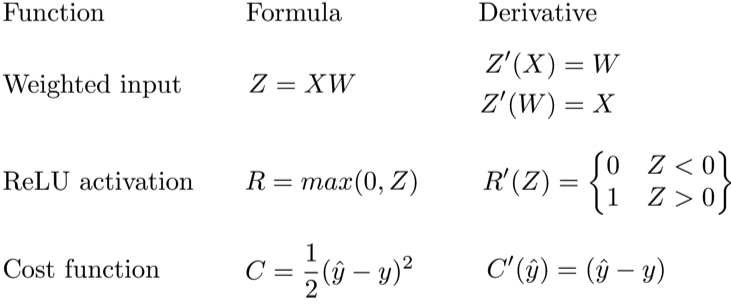 Function Formula Derivative
Weighted input Z = XW Z′(X) = W
Z′(W) = X
ReLU activation R = max(0, Z) R′(Z) = {0 Z < 0
1 Z > 0}
Cost function C = 1/2(ŷ − y)² C′(ŷ) = (ŷ − y)